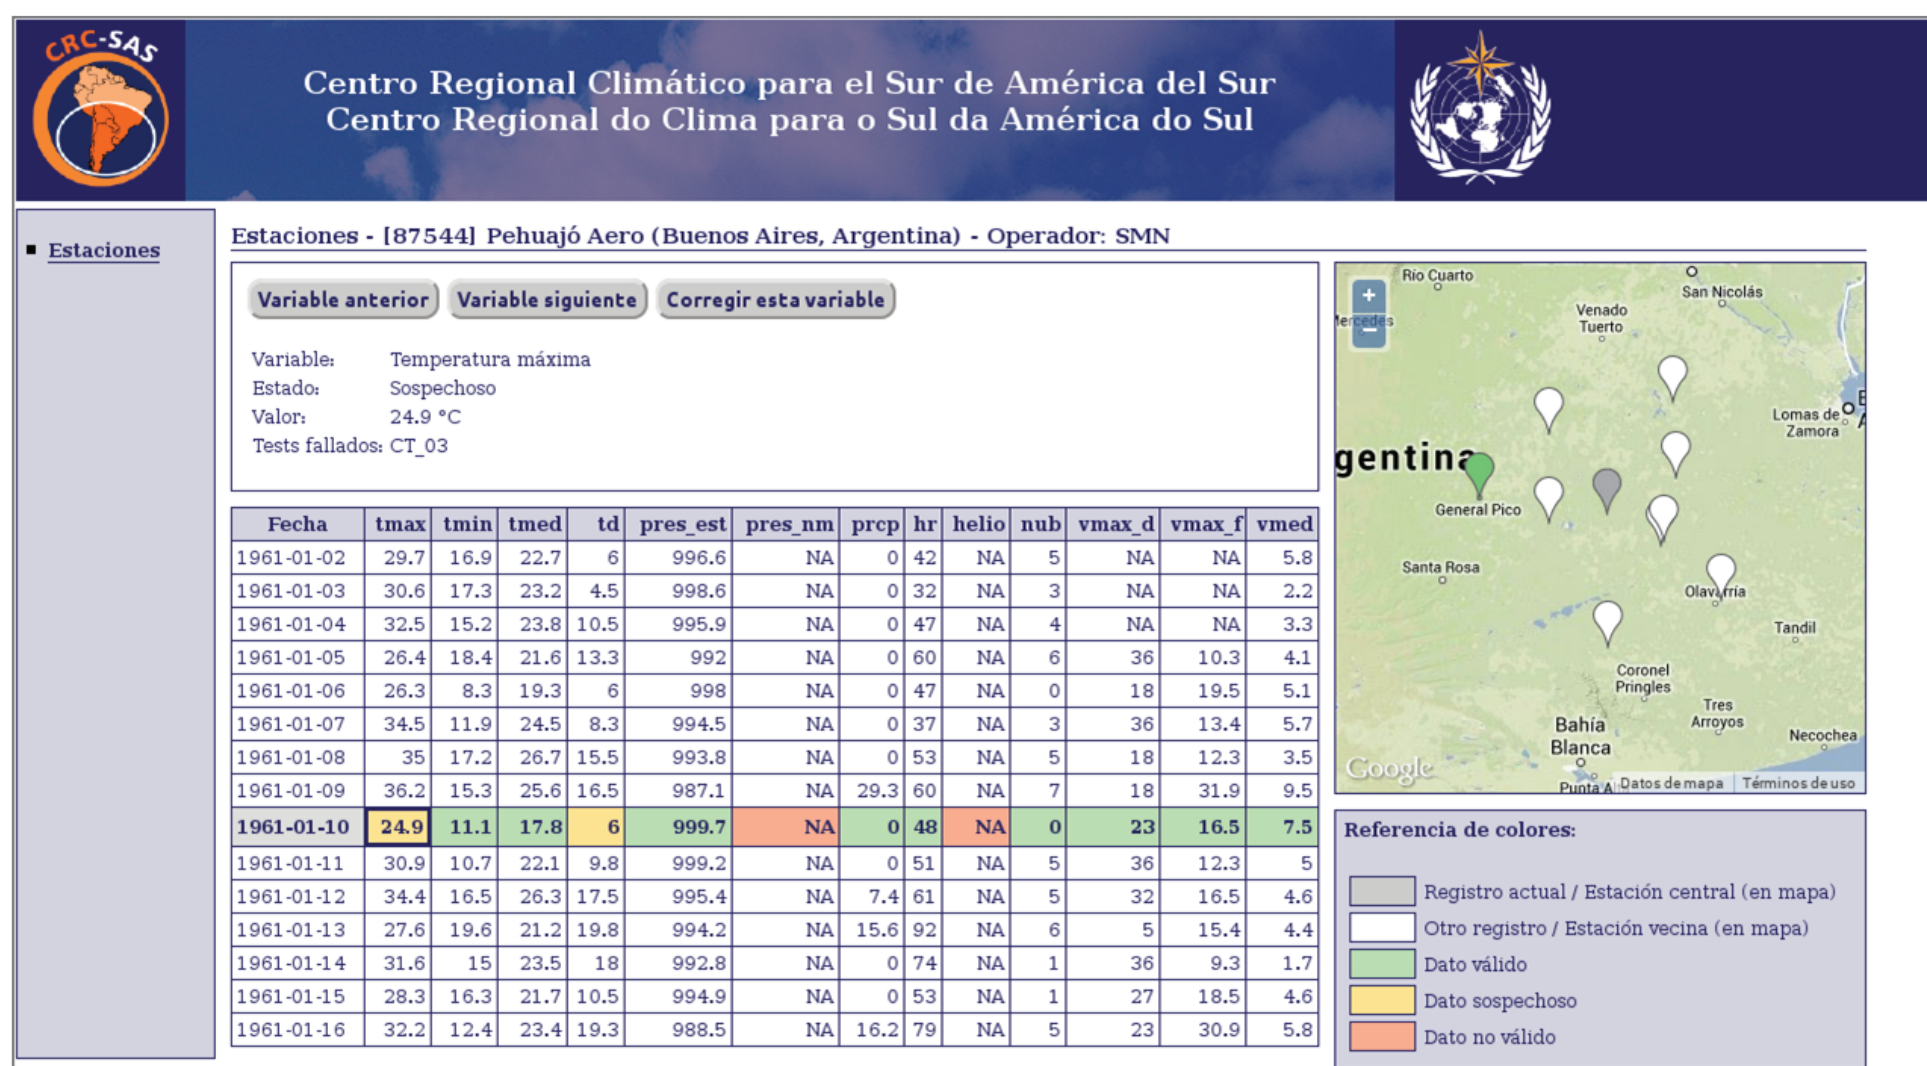 CRC-SAS
Centro Regional Climático para el Sur de América del Sur
Centro Regional do Clima para o Sul da América do Sul
Estaciones
Estaciones - [87544] Pehuajó Aero (Buenos Aires, Argentina) - Operador: SMN
Variable anterior Variable siguiente Corregir esta variable
Variable: Temperatura máxima
Estado: Sospechoso
Valor: 24.9 °C
Tests fallados: CT_03
Fecha tmax tmin tmed td pres_est pres_nm prcp hr helio nub vmax_d vmax_f vmed
1961-01-02 29.7 16.9 22.7 6 996.6 NA 0 42 NA 5 NA NA 5.8
1961-01-03 30.6 17.3 23.2 4.5 998.6 NA 0 32 NA 3 NA NA 2.2
1961-01-04 32.5 15.2 23.8 10.5 995.9 NA 0 47 NA 4 NA NA 3.3
1961-01-05 26.4 18.4 21.6 13.3 992 NA 0 60 NA 6 36 10.3 4.1
1961-01-06 26.3 8.3 19.3 6 998 NA 0 47 NA 0 18 19.5 5.1
1961-01-07 34.5 11.9 24.5 8.3 994.5 NA 0 37 NA 3 36 13.4 5.7
1961-01-08 35 17.2 26.7 15.5 993.8 NA 0 53 NA 5 18 12.3 3.5
1961-01-09 36.2 15.3 25.6 16.5 987.1 NA 29.3 60 NA 7 18 31.9 9.5
1961-01-10 24.9 11.1 17.8 6 999.7 NA 0 48 NA 0 23 16.5 7.5
1961-01-11 30.9 10.7 22.1 9.8 999.2 NA 0 51 NA 5 36 12.3 5
1961-01-12 34.4 16.5 26.3 17.5 995.4 NA 7.4 61 NA 5 32 16.5 4.6
1961-01-13 27.6 19.6 21.2 19.8 994.2 NA 15.6 92 NA 6 5 15.4 4.4
1961-01-14 31.6 15 23.5 18 992.8 NA 0 74 NA 1 36 9.3 1.7
1961-01-15 28.3 16.3 21.7 10.5 994.9 NA 0 53 NA 1 27 18.5 4.6
1961-01-16 32.2 12.4 23.4 19.3 988.5 NA 16.2 79 NA 5 23 30.9 5.8
+
−
Río Cuarto
San Nicolás
Venado
Tuerto
Lomas de
Zamora
gentina
General Pico
Santa Rosa
Olavarría
Tandil
Coronel
Pringles
Tres
Arroyos
Bahía
Blanca
Necochea
Google
Punta A
Datos de mapa Términos de uso
Referencia de colores:
Registro actual / Estación central (en mapa)
Otro registro / Estación vecina (en mapa)
Dato válido
Dato sospechoso
Dato no válido